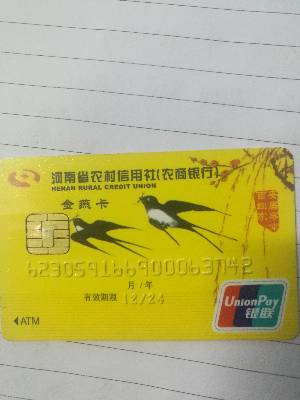 河南省农村信用社(农商银行)
HENAN RURAL CREDIT UNION
金燕卡
月/年
有效期限 12/24
◀ATM
UnionPay
银联